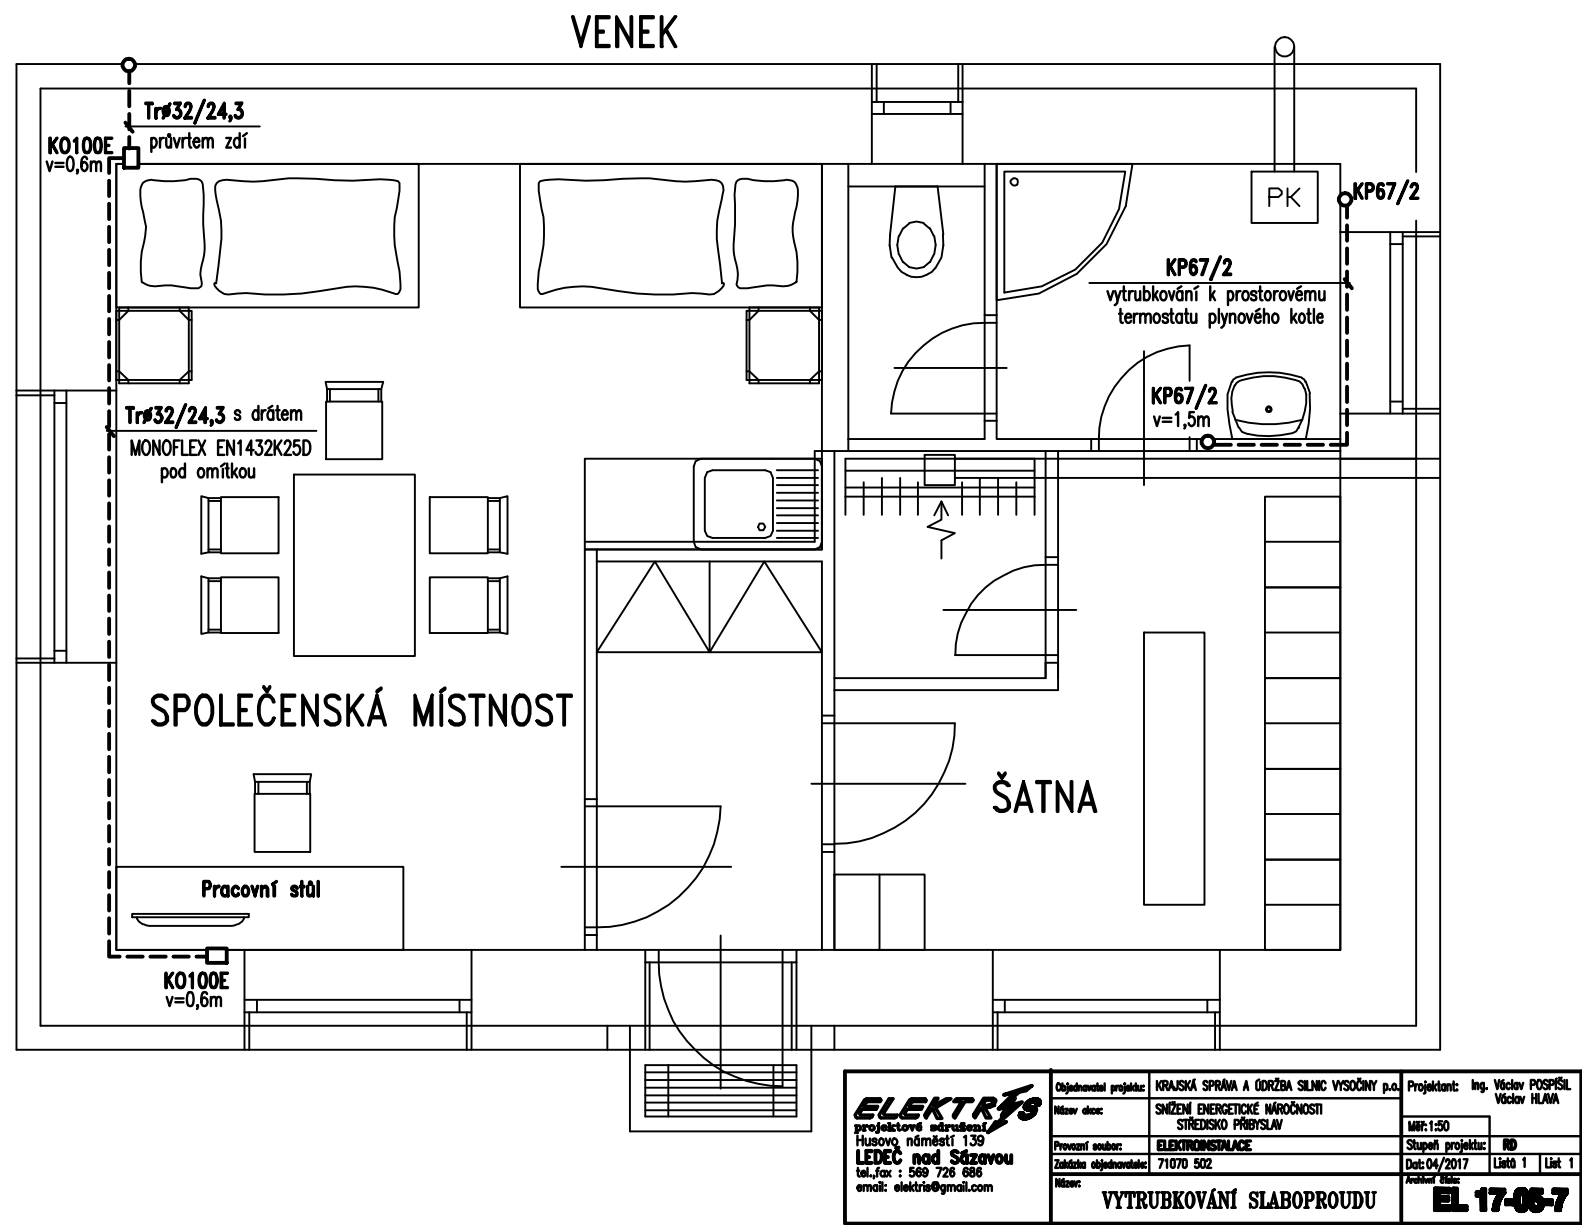 VENEK
Trø32/24,3
průvrtem zdí
KO100E
v=0,6m
PK
KP67/2
KP67/2
vytrubkování k prostorovému
termostatu plynového kotle
KP67/2
v=1,5m
Trø32/24,3 s drátem
MONOFLEX EN1432K25D
pod omítkou
SPOLEČENSKÁ MÍSTNOST
ŠATNA
Pracovní stůl
KO100E
v=0,6m
ELEKTRIS
projektové sdružení
Husovo náměstí 139
LEDEČ nad Sázavou
tel.,fax : 569 726 686
email: elektris@gmail.com
Objednavatel projektu: KRAJSKÁ SPRÁVA A ÚDRŽBA SILNIC VYSOČINY p.o.
Název akce: SNÍŽENÍ ENERGETICKÉ NÁROČNOSTI
STŘEDISKO PŘIBYSLAV
Provozní soubor: ELEKTROINSTALACE
Zakázka objednavatele: 71070 502
Název:
VYTRUBKOVÁNÍ SLABOPROUDU
Projektant: Ing. Václav POSPÍŠIL
Václav HLAVA
Měř: 1:50
Stupeň projektu: RD
Dat: 04/2017 Listů 1 List 1
Archivní číslo:
EL 17-05-7